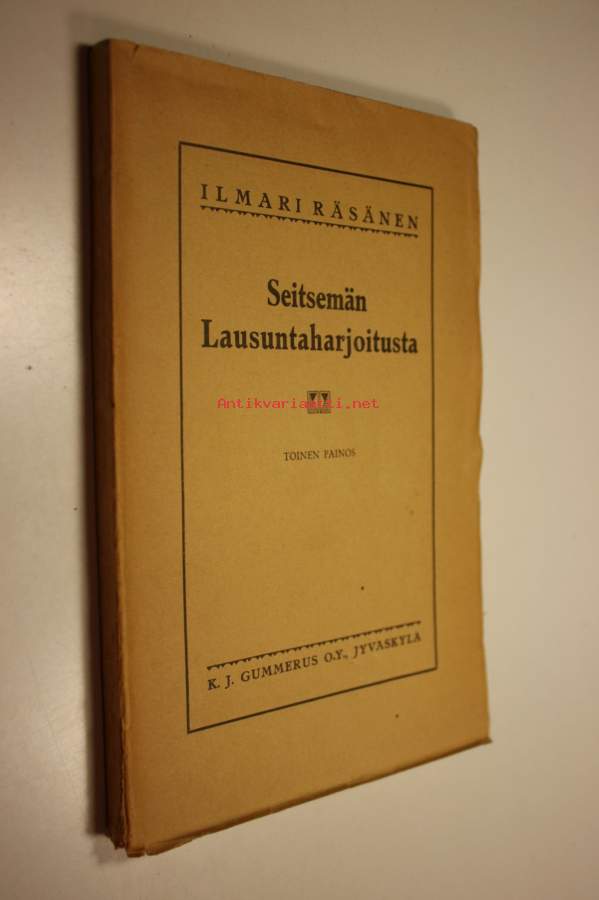 ILMARI RÄSÄNEN
Seitsemän
Lausuntaharjoitusta
Antikvariaatti.net
TOINEN PAINOS
K. J. GUMMERUS O.Y., JYVÄSKYLÄ